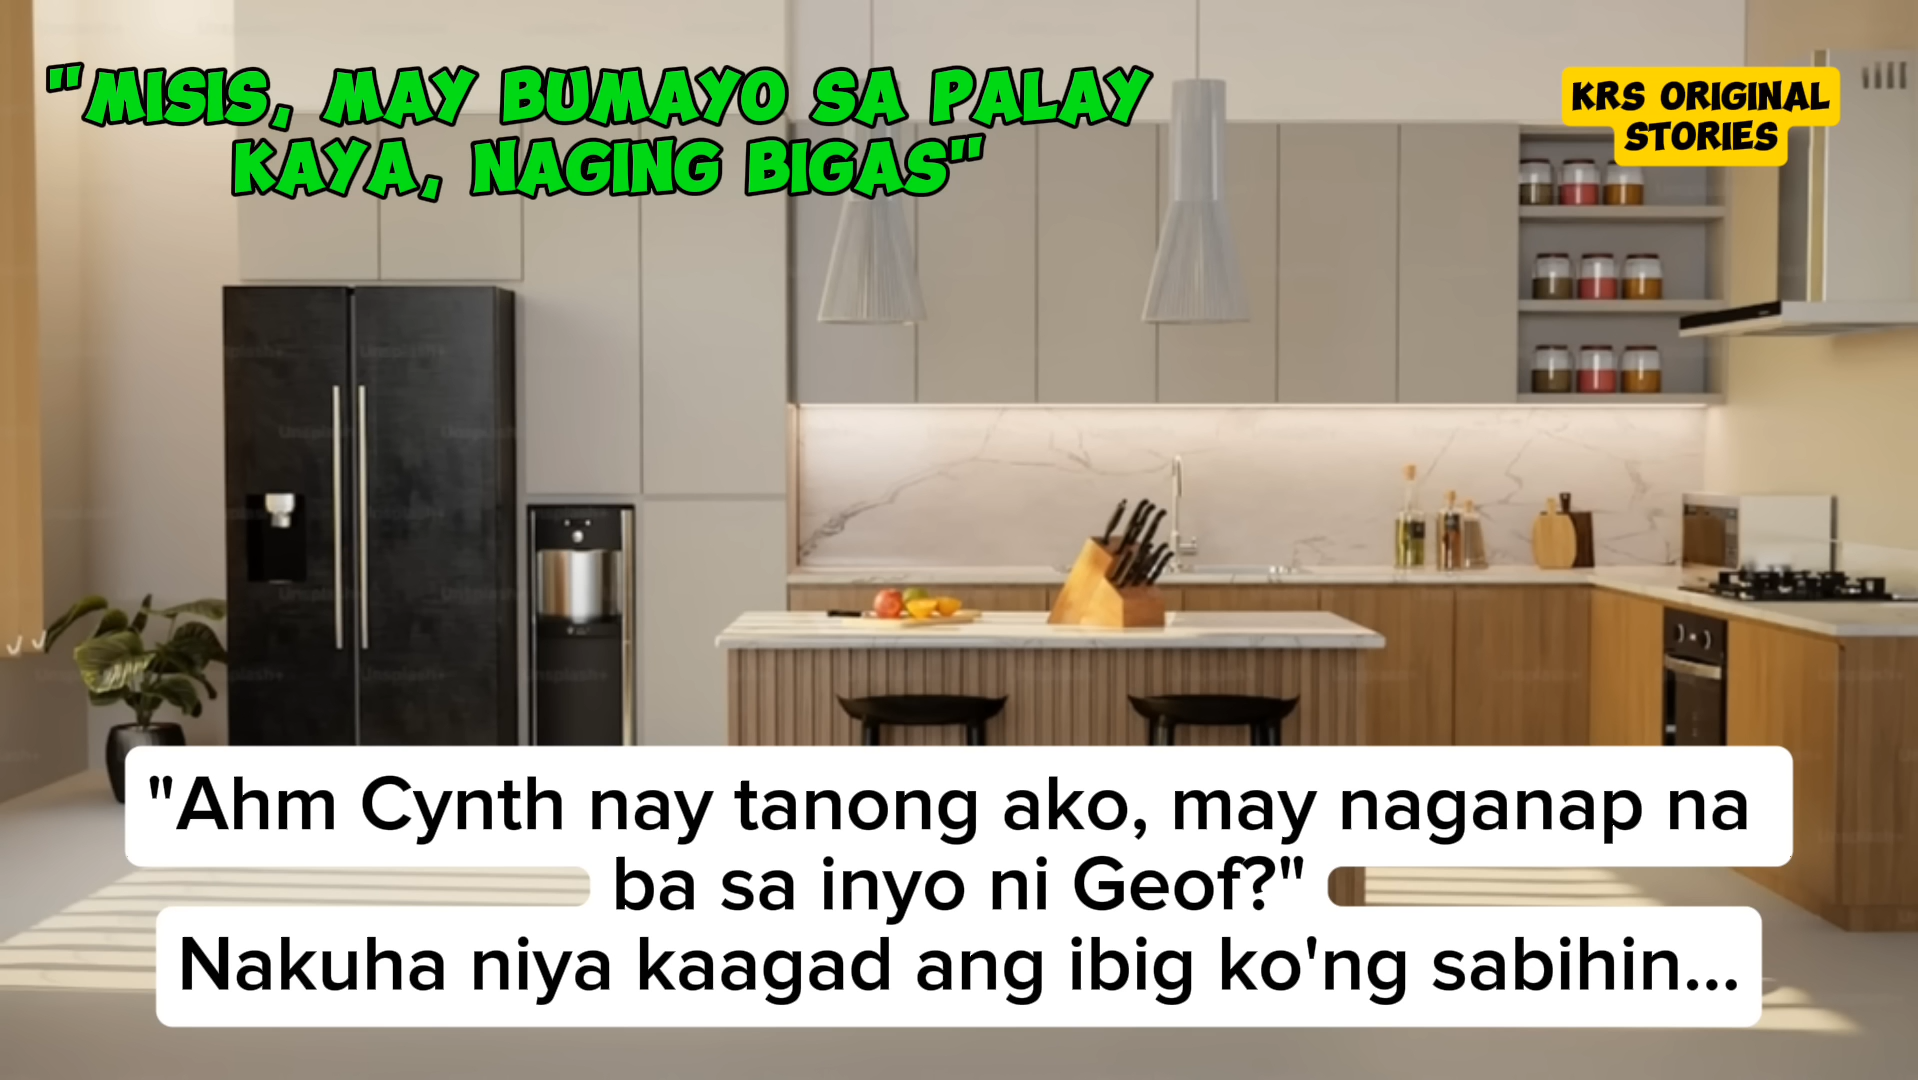 "MISIS, MAY BUMAYO SA PALAY
KAYA, NAGING BIGAS"
KRS ORIGINAL
STORIES
"Ahm Cynth nay tanong ako, may naganap na
ba sa inyo ni Geof?"
Nakuha niya kaagad ang ibig ko'ng sabihin...